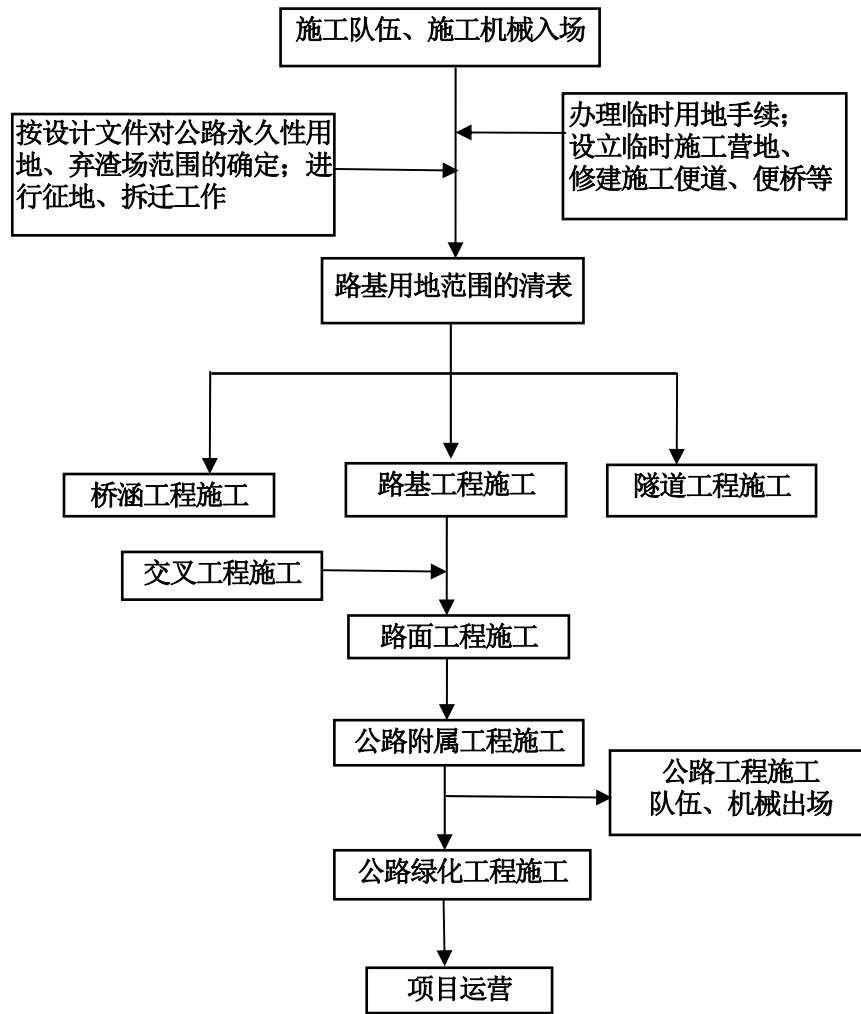 施工队伍、施工机械入场
按设计文件对公路永久性用
地、弃渣场范围的确定；进
行征地、拆迁工作
办理临时用地手续；
设立临时施工营地、
修建施工便道、便桥等
路基用地范围的清表
桥涵工程施工
路基工程施工
隧道工程施工
交叉工程施工
路面工程施工
公路附属工程施工
公路工程施工
队伍、机械出场
公路绿化工程施工
项目运营